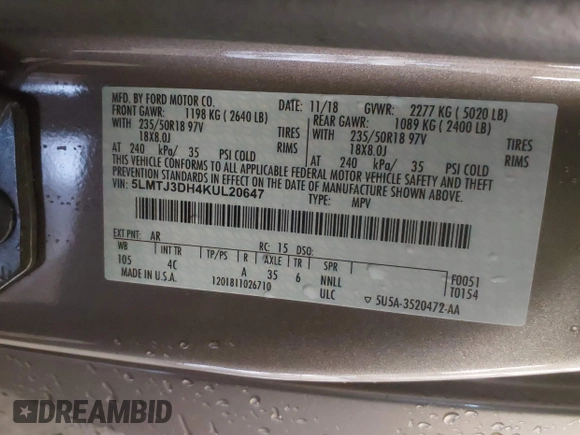 MFD. BY FORD MOTOR CO.
DATE: 11/18 GVWR: 2277 KG ( 5020 LB)
FRONT GAWR: 1198 KG ( 2640 LB) REAR GAWR: 1089 KG ( 2400 LB)
WITH 235/50R18 97V TIRES WITH 235/50R18 97V TIRES
18X8.0J 18X8.0J
AT 240 kPa/ 35 PSI COLD AT 240 kPa/ 35 PSI COLD
THIS VEHICLE CONFORMS TO ALL APPLICABLE FEDERAL MOTOR VEHICLE SAFETY AND THEFT
PREVENTION STANDARDS IN EFFECT ON THE DATE OF MANUFACTURE SHOWN ABOVE.
VIN: 5LMTJ3DH4KUL20647
TYPE: MPV
EXT PNT: AR RC: 15 DSO:
WB INT TR TP/PS R AXLE TR SPR
105 4C A 35 6 NNLL F0051
MADE IN U.S.A. 1201811026710 ULC T0154
▽ 5U5A-3520472-AA
DREAMBID